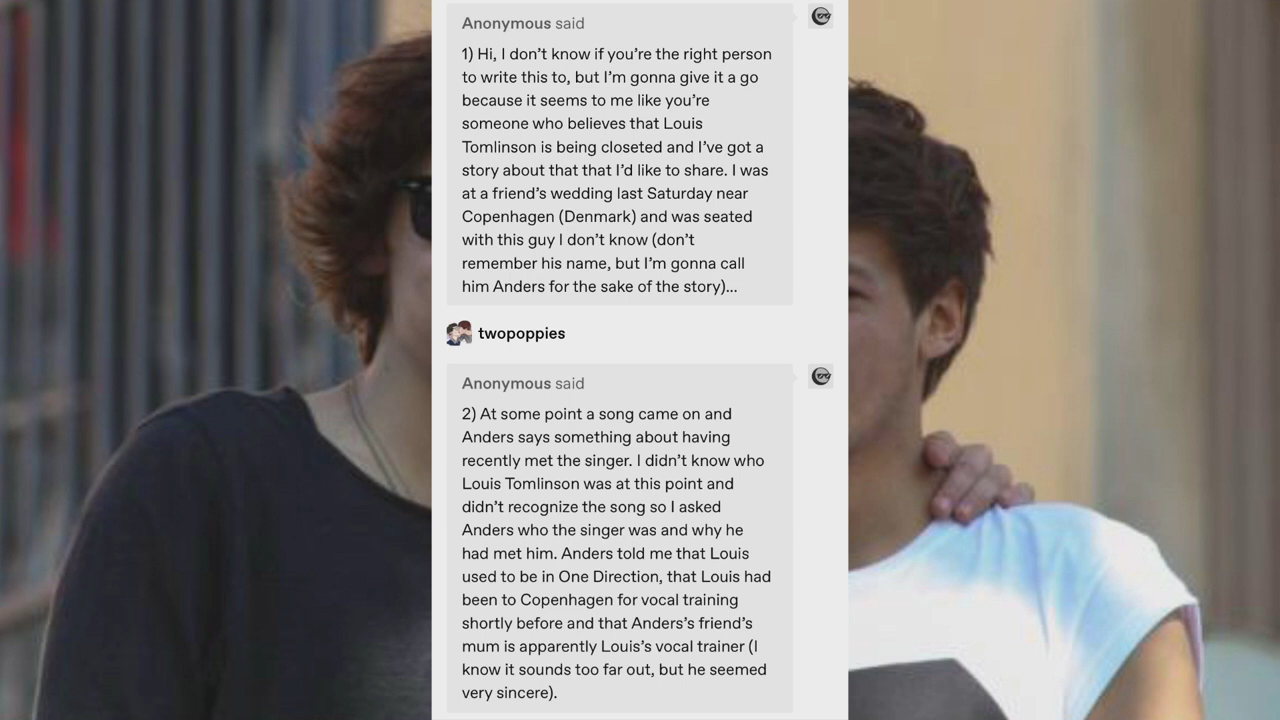 Anonymous said
1) Hi, I don’t know if you’re the right person
to write this to, but I’m gonna give it a go
because it seems to me like you’re
someone who believes that Louis
Tomlinson is being closeted and I’ve got a
story about that that I’d like to share. I was
at a friend’s wedding last Saturday near
Copenhagen (Denmark) and was seated
with this guy I don’t know (don’t
remember his name, but I’m gonna call
him Anders for the sake of the story)...
twopoppies
Anonymous said
2) At some point a song came on and
Anders says something about having
recently met the singer. I didn’t know who
Louis Tomlinson was at this point and
didn’t recognize the song so I asked
Anders who the singer was and why he
had met him. Anders told me that Louis
used to be in One Direction, that Louis had
been to Copenhagen for vocal training
shortly before and that Anders’s friend’s
mum is apparently Louis’s vocal trainer (I
know it sounds too far out, but he seemed
very sincere).